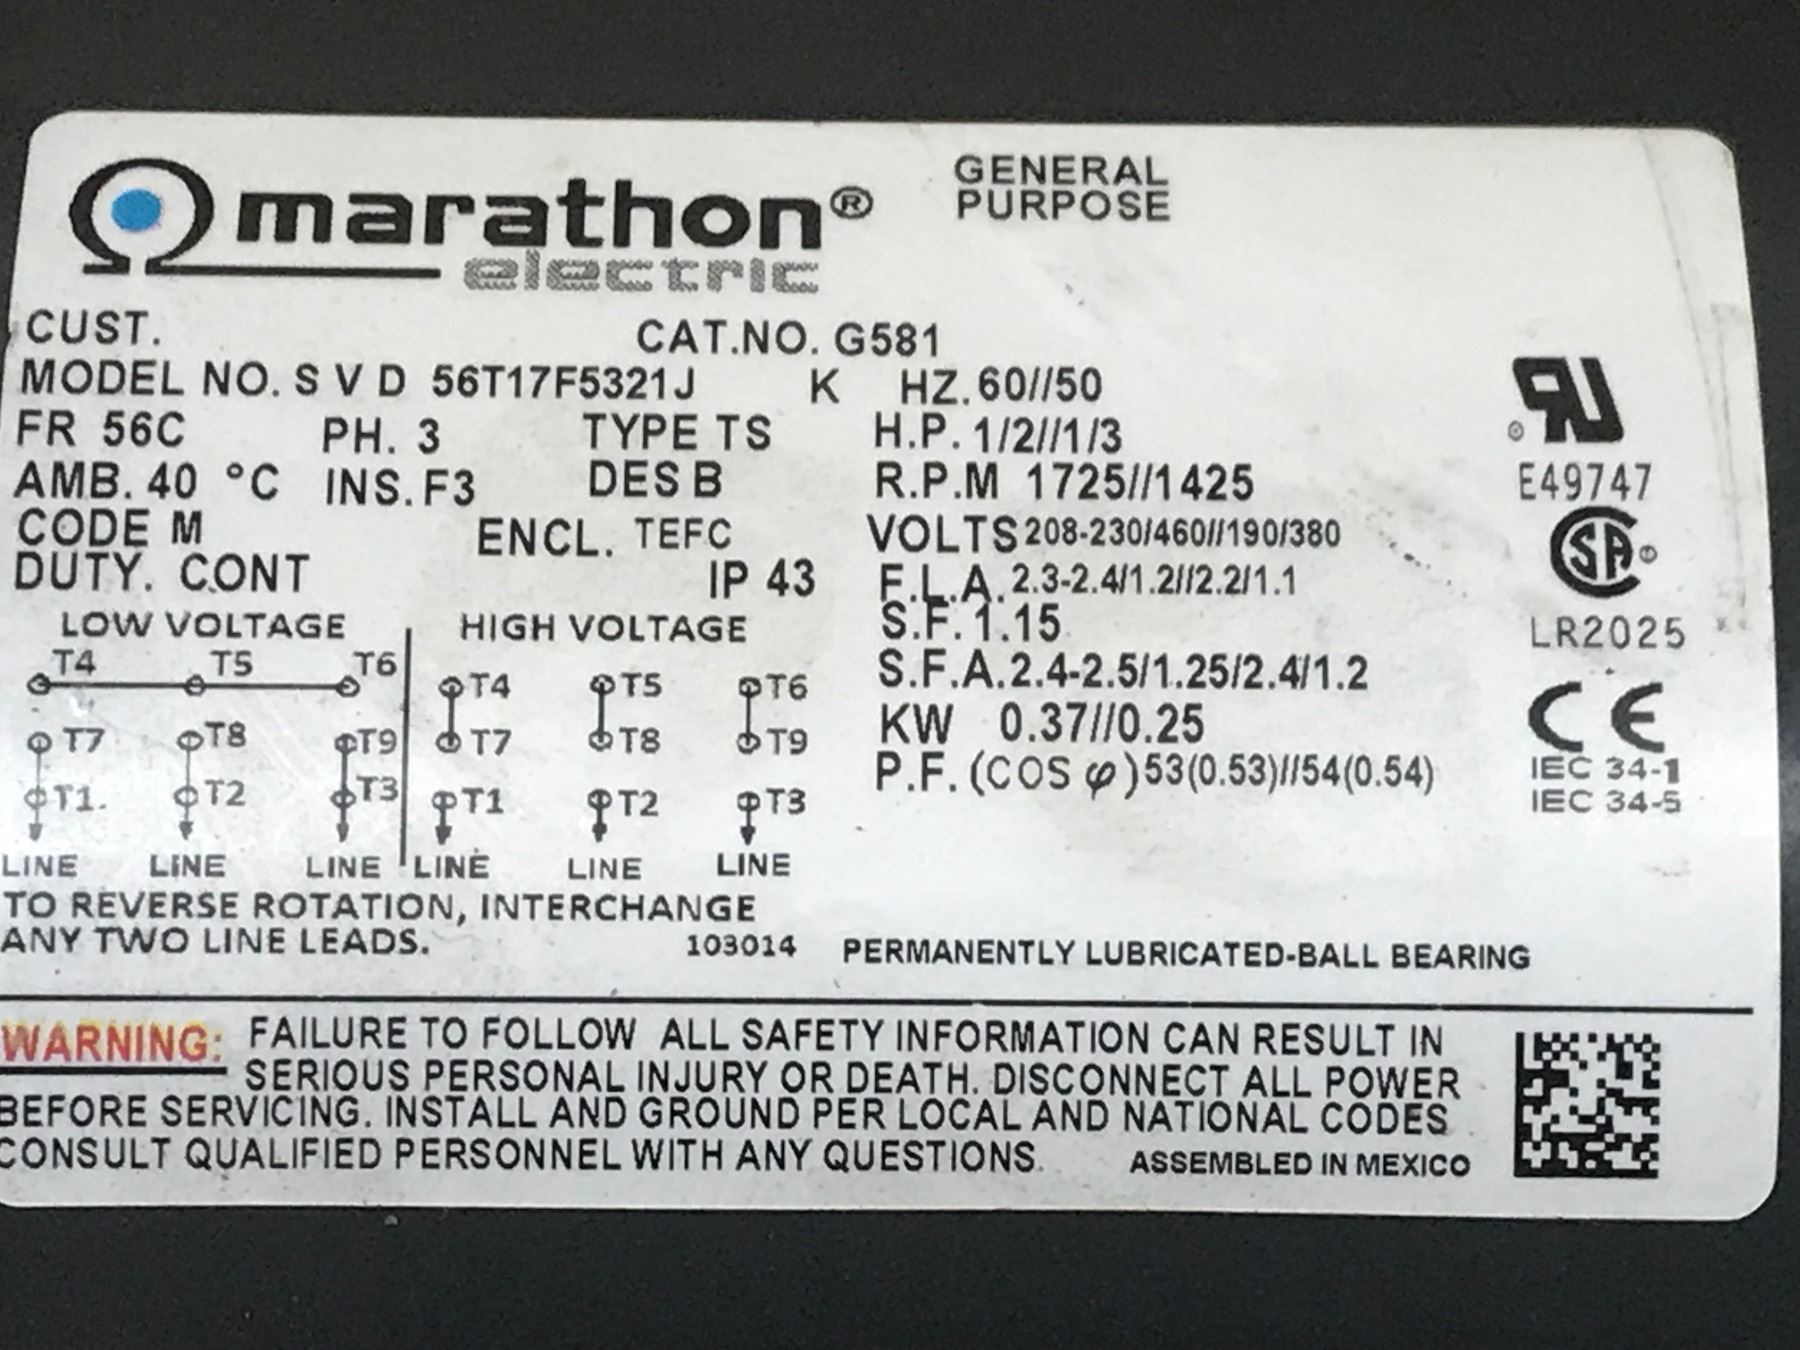 marathon®
electric
GENERAL
PURPOSE
CUST.
CAT.NO. G581
MODEL NO. S V D 56T17F5321J K HZ. 60//50
FR 56C PH. 3 TYPE TS H.P. 1/2//1/3
AMB. 40 °C INS. F3 DES B R.P.M 1725//1425
CODE M ENCL. TEFC VOLTS 208-230/460//190/380
DUTY. CONT IP 43 F.L.A. 2.3-2.4/1.2//2.2/1.1
S.F. 1.15
S.F.A. 2.4-2.5/1.25/2.4/1.2
KW 0.37//0.25
P.F. (COS φ) 53(0.53)//54(0.54)
LOW VOLTAGE
T4 T5 T6
T7 T8 T9
T1. T2 T3
LINE LINE LINE
HIGH VOLTAGE
T4 T5 T6
T7 T8 T9
T1 T2 T3
LINE LINE LINE
TO REVERSE ROTATION, INTERCHANGE
ANY TWO LINE LEADS. 103014
PERMANENTLY LUBRICATED-BALL BEARING
RU ®
E49747
SA ®
LR2025
CE
IEC 34-1
IEC 34-5
WARNING: FAILURE TO FOLLOW ALL SAFETY INFORMATION CAN RESULT IN
SERIOUS PERSONAL INJURY OR DEATH. DISCONNECT ALL POWER
BEFORE SERVICING. INSTALL AND GROUND PER LOCAL AND NATIONAL CODES
CONSULT QUALIFIED PERSONNEL WITH ANY QUESTIONS.
ASSEMBLED IN MEXICO